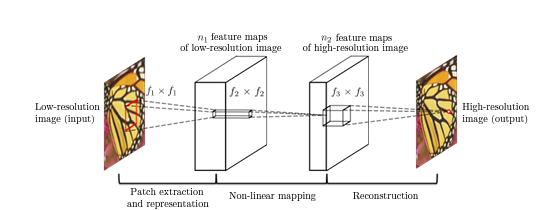 n₁ feature maps
of low-resolution image
n₂ feature maps
of high-resolution image
f₁ × f₁
f₂ × f₂
f₃ × f₃
Low-resolution
image (input)
High-resolution
image (output)
Patch extraction
and representation
Non-linear mapping
Reconstruction